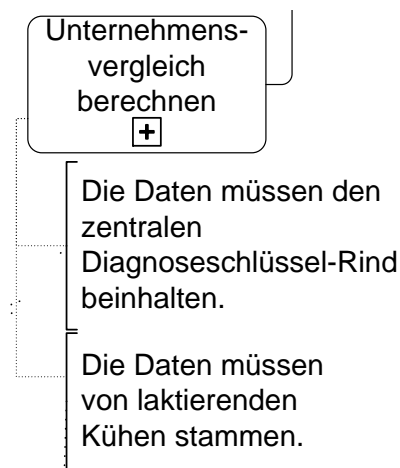 Unternehmens-
vergleich
berechnen
Die Daten müssen den
zentralen
Diagnoseschlüssel-Rind
beinhalten.
Die Daten müssen
von laktierenden
Kühen stammen.